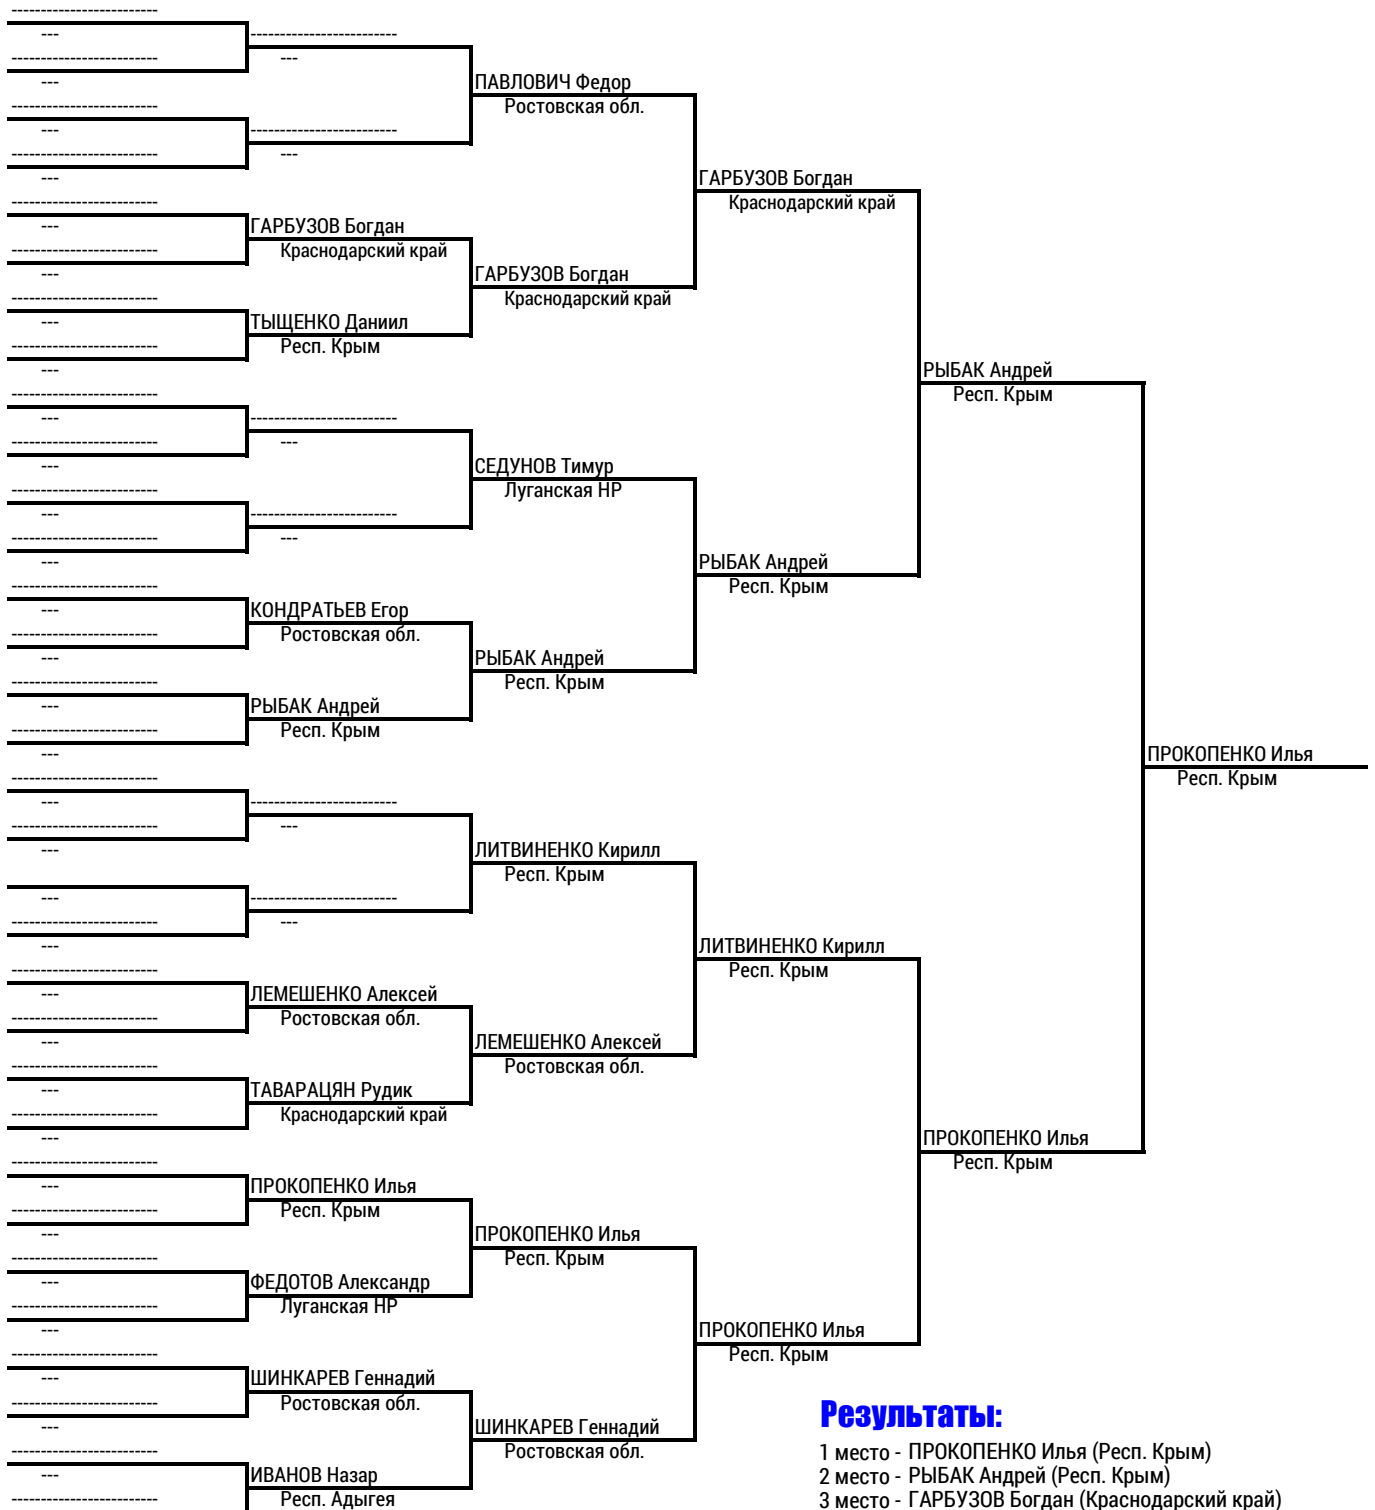 -------------------------
---
-------------------------
---
-------------------------
---
-------------------------
---
-------------------------
---
-------------------------
---
-------------------------
---
-------------------------
---
-------------------------
---
-------------------------
---
-------------------------
---
-------------------------
---
-------------------------
---
-------------------------
---
-------------------------
---
-------------------------
---
-------------------------
---
-------------------------
---
---
-------------------------
---
-------------------------
---
-------------------------
---
-------------------------
---
-------------------------
---
-------------------------
---
-------------------------
---
-------------------------
---
-------------------------
---
-------------------------
---
-------------------------
---
-------------------------
---
-------------------------
-------------------------
---
-------------------------
---
ГАРБУЗОВ Богдан
Краснодарский край
ТЫЩЕНКО Даниил
Респ. Крым
-------------------------
---
-------------------------
---
КОНДРАТЬЕВ Егор
Ростовская обл.
РЫБАК Андрей
Респ. Крым
-------------------------
---
-------------------------
---
ЛЕМЕШЕНКО Алексей
Ростовская обл.
ТАВАРАЦЯН Рудик
Краснодарский край
ПРОКОПЕНКО Илья
Респ. Крым
ФЕДОТОВ Александр
Луганская НР
ШИНКАРЕВ Геннадий
Ростовская обл.
ИВАНОВ Назар
Респ. Адыгея
ПАВЛОВИЧ Федор
Ростовская обл.
ГАРБУЗОВ Богдан
Краснодарский край
СЕДУНОВ Тимур
Луганская НР
РЫБАК Андрей
Респ. Крым
ЛИТВИНЕНКО Кирилл
Респ. Крым
ЛЕМЕШЕНКО Алексей
Ростовская обл.
ПРОКОПЕНКО Илья
Респ. Крым
ШИНКАРЕВ Геннадий
Ростовская обл.
ГАРБУЗОВ Богдан
Краснодарский край
РЫБАК Андрей
Респ. Крым
ЛИТВИНЕНКО Кирилл
Респ. Крым
ПРОКОПЕНКО Илья
Респ. Крым
РЫБАК Андрей
Респ. Крым
ПРОКОПЕНКО Илья
Респ. Крым
ПРОКОПЕНКО Илья
Респ. Крым
Результаты:
1 место - ПРОКОПЕНКО Илья (Респ. Крым)
2 место - РЫБАК Андрей (Респ. Крым)
3 место - ГАРБУЗОВ Богдан (Краснодарский край)